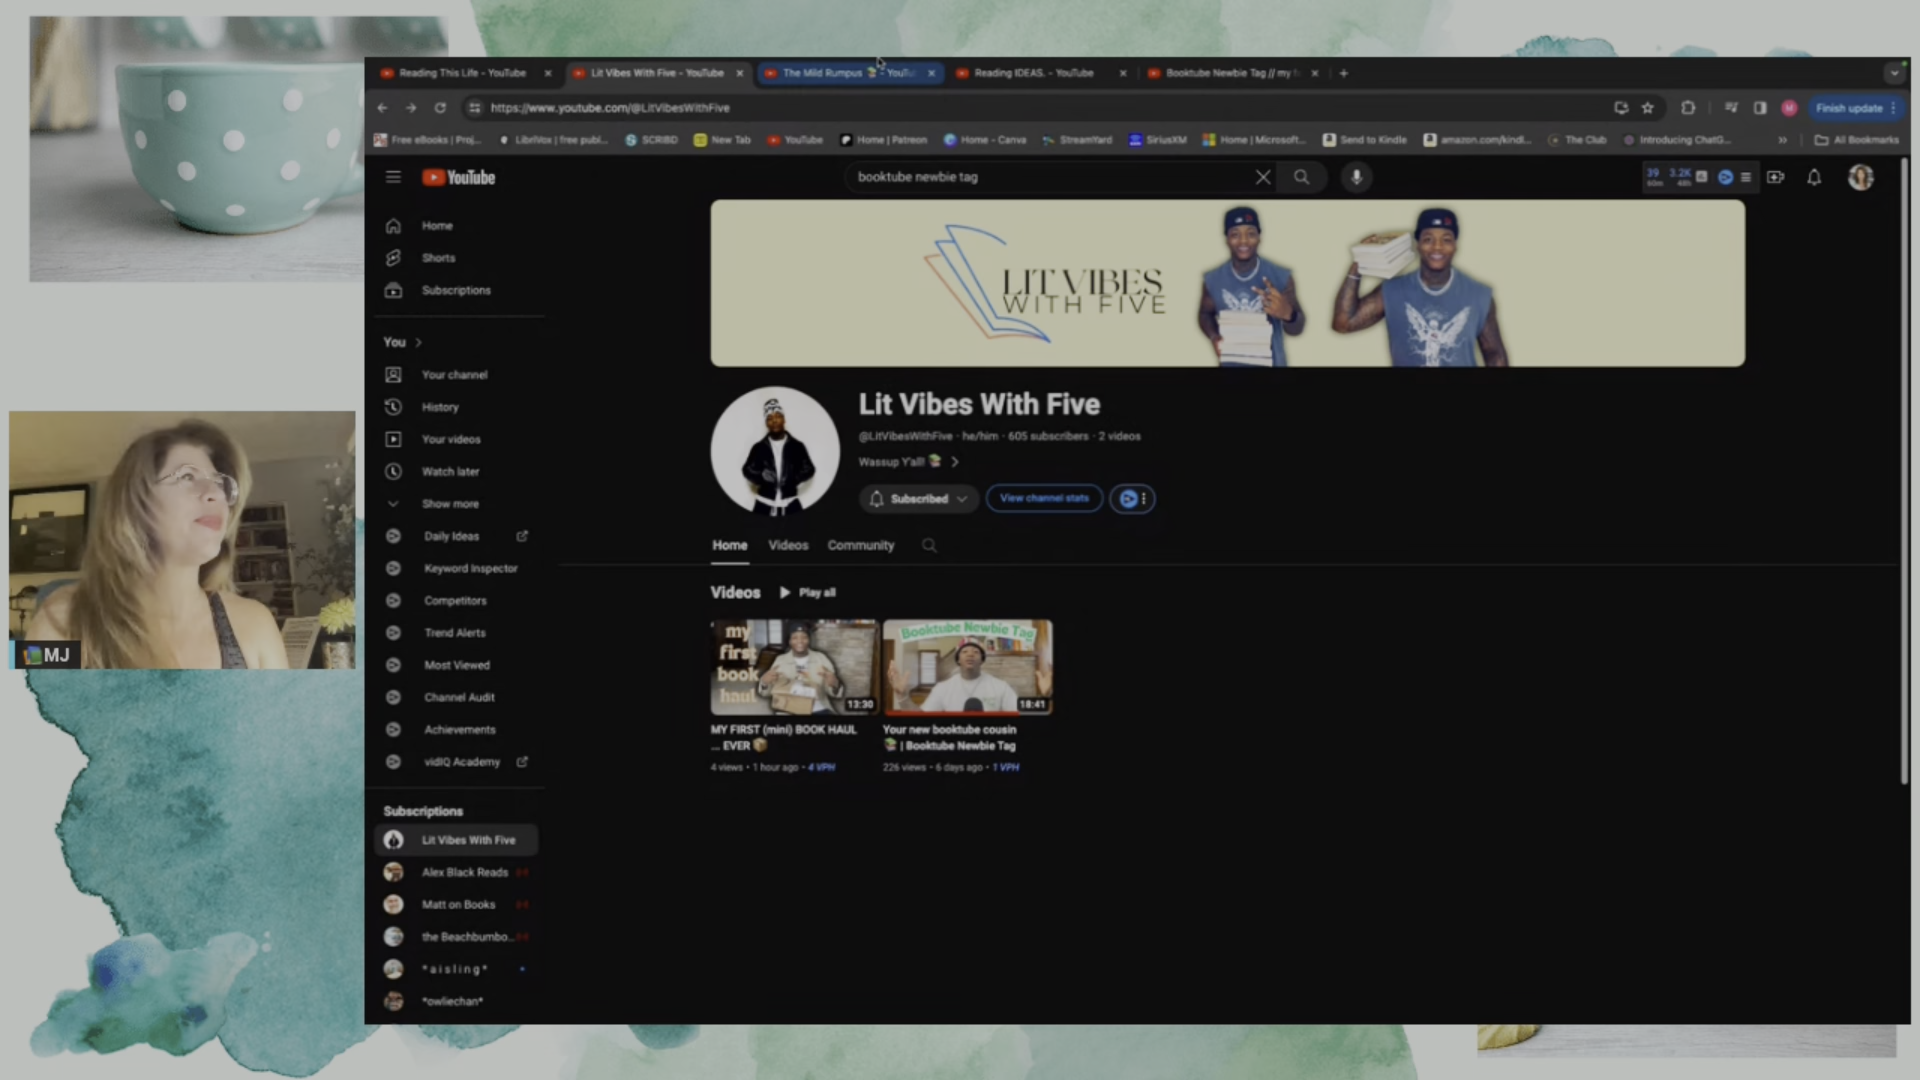 Reading This Life - YouTube
Lit Vibes With Five - YouTube
The Mild Rumpus - YouTu
Reading IDEAS. - YouTube
Booktube Newbie Tag // my f
https://www.youtube.com/@LitVibesWithFive
Finish update
Free eBooks | Proj...
LibriVox | free publ...
SCRIBD
New Tab
YouTube
Home | Patreon
Home - Canva
StreamYard
SiriusXM
Home | Microsoft...
Send to Kindle
amazon.com/kindl...
The Club
Introducing ChatG...
All Bookmarks
YouTube
booktube newbie tag
39 3.2K
60m 48h
Home
Shorts
Subscriptions
You
Your channel
History
Your videos
Watch later
Show more
Daily Ideas
Keyword Inspector
Competitors
Trend Alerts
Most Viewed
Channel Audit
Achievements
vidIQ Academy
Subscriptions
Lit Vibes With Five
Alex Black Reads
Matt on Books
the Beachbumbo...
*aisling*
*owliechan*
LIT VIBES
WITH FIVE
Lit Vibes With Five
@LitVibesWithFive · he/him · 605 subscribers · 2 videos
Wassup Y'all!
Subscribed
View channel stats
Home
Videos
Community
Videos
Play all
my
first
book
haul
13:30
Booktube Newbie Tag
18:41
MY FIRST (mini) BOOK HAUL
... EVER
4 views · 1 hour ago · 4 VPH
Your new booktube cousin
| Booktube Newbie Tag
226 views · 6 days ago · 1 VPH
MJ